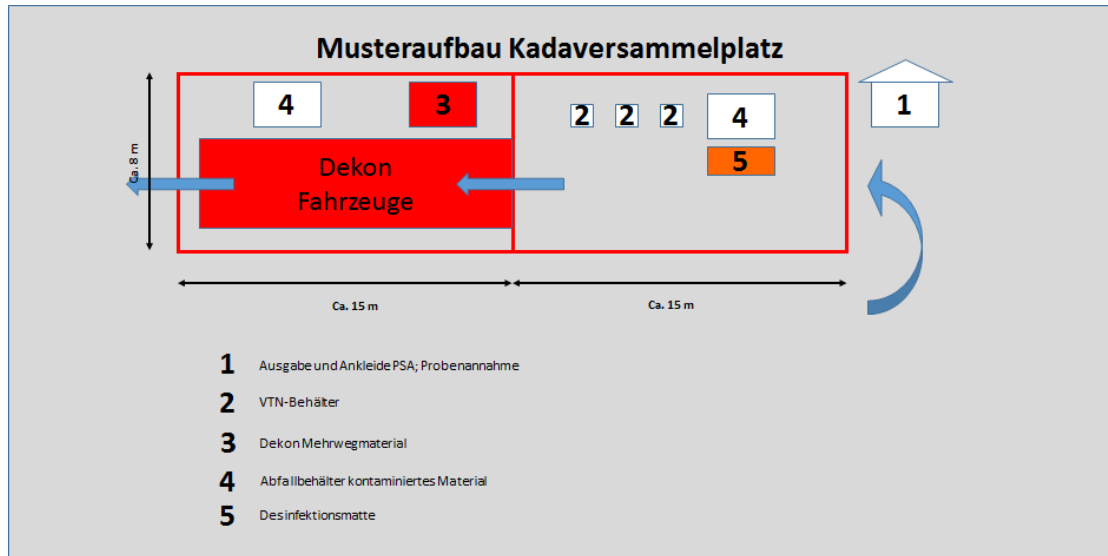 Musteraufbau Kadaversammelplatz
4
3
2 2 2
4
1
5
Dekon
Fahrzeuge
Ca. 8 m
Ca. 15 m
Ca. 15 m
1 Ausgabe und Ankleide PSA; Probenannahme
2 VTN-Behälter
3 Dekon Mehrwegmaterial
4 Abfallbehälter kontaminiertes Material
5 Desinfektionsmatte